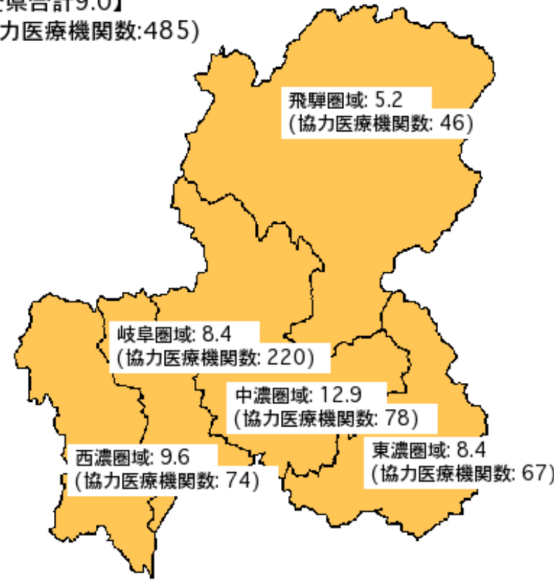 県合計9.0】
力医療機関数:485)
飛騨圏域: 5.2
(協力医療機関数: 46)
岐阜圏域: 8.4
(協力医療機関数: 220)
中濃圏域: 12.9
(協力医療機関数: 78)
東濃圏域: 8.4
(協力医療機関数: 67)
西濃圏域: 9.6
(協力医療機関数: 74)